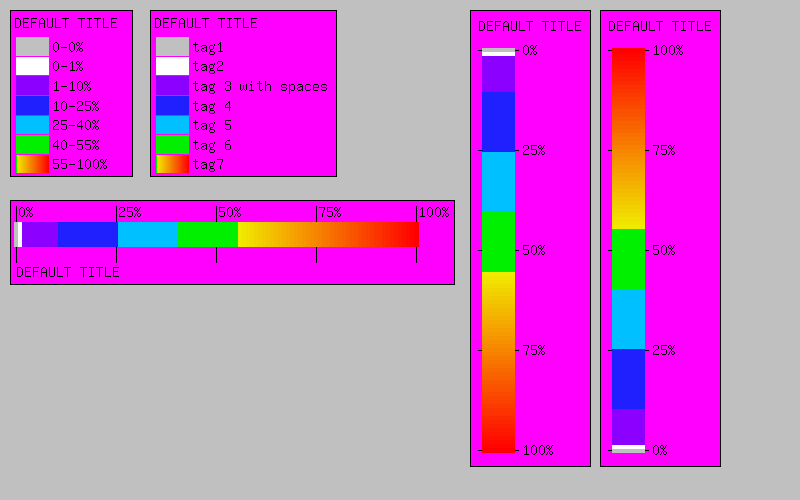 DEFAULT TITLE
0-0%
0-1%
1-10%
10-25%
25-40%
40-55%
55-100%
DEFAULT TITLE
tag1
tag2
tag 3 with spaces
tag 4
tag 5
tag 6
tag7
0% 25% 50% 75% 100%
DEFAULT TITLE
DEFAULT TITLE
0%
25%
50%
75%
100%
DEFAULT TITLE
100%
75%
50%
25%
0%